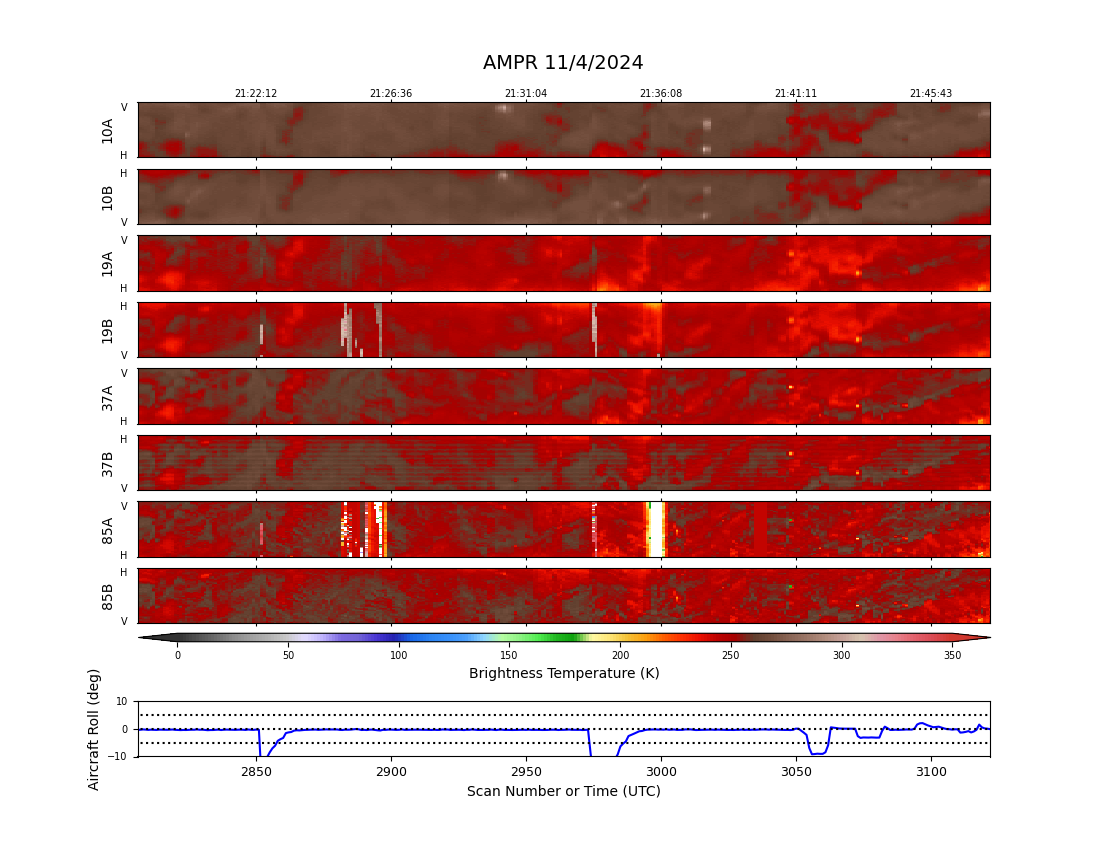 AMPR 11/4/2024
21:22:12 21:26:36 21:31:04 21:36:08 21:41:11 21:45:43
V
10A
H
H
10B
V
V
19A
H
H
19B
V
V
37A
H
H
37B
V
V
85A
H
H
85B
V
0 50 100 150 200 250 300 350
Brightness Temperature (K)
Aircraft Roll (deg)
10
0
−10
2850 2900 2950 3000 3050 3100
Scan Number or Time (UTC)